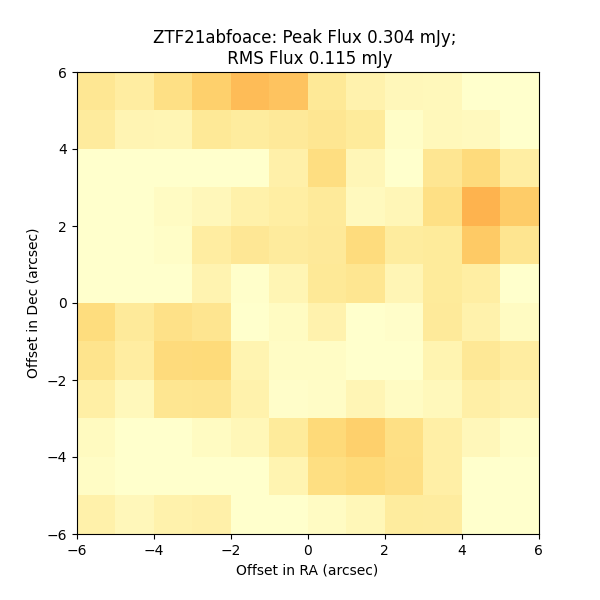 ZTF21abfoace: Peak Flux 0.304 mJy;
RMS Flux 0.115 mJy
6
4
2
0
−2
−4
−6
Offset in Dec (arcsec)
−6 −4 −2 0 2 4 6
Offset in RA (arcsec)